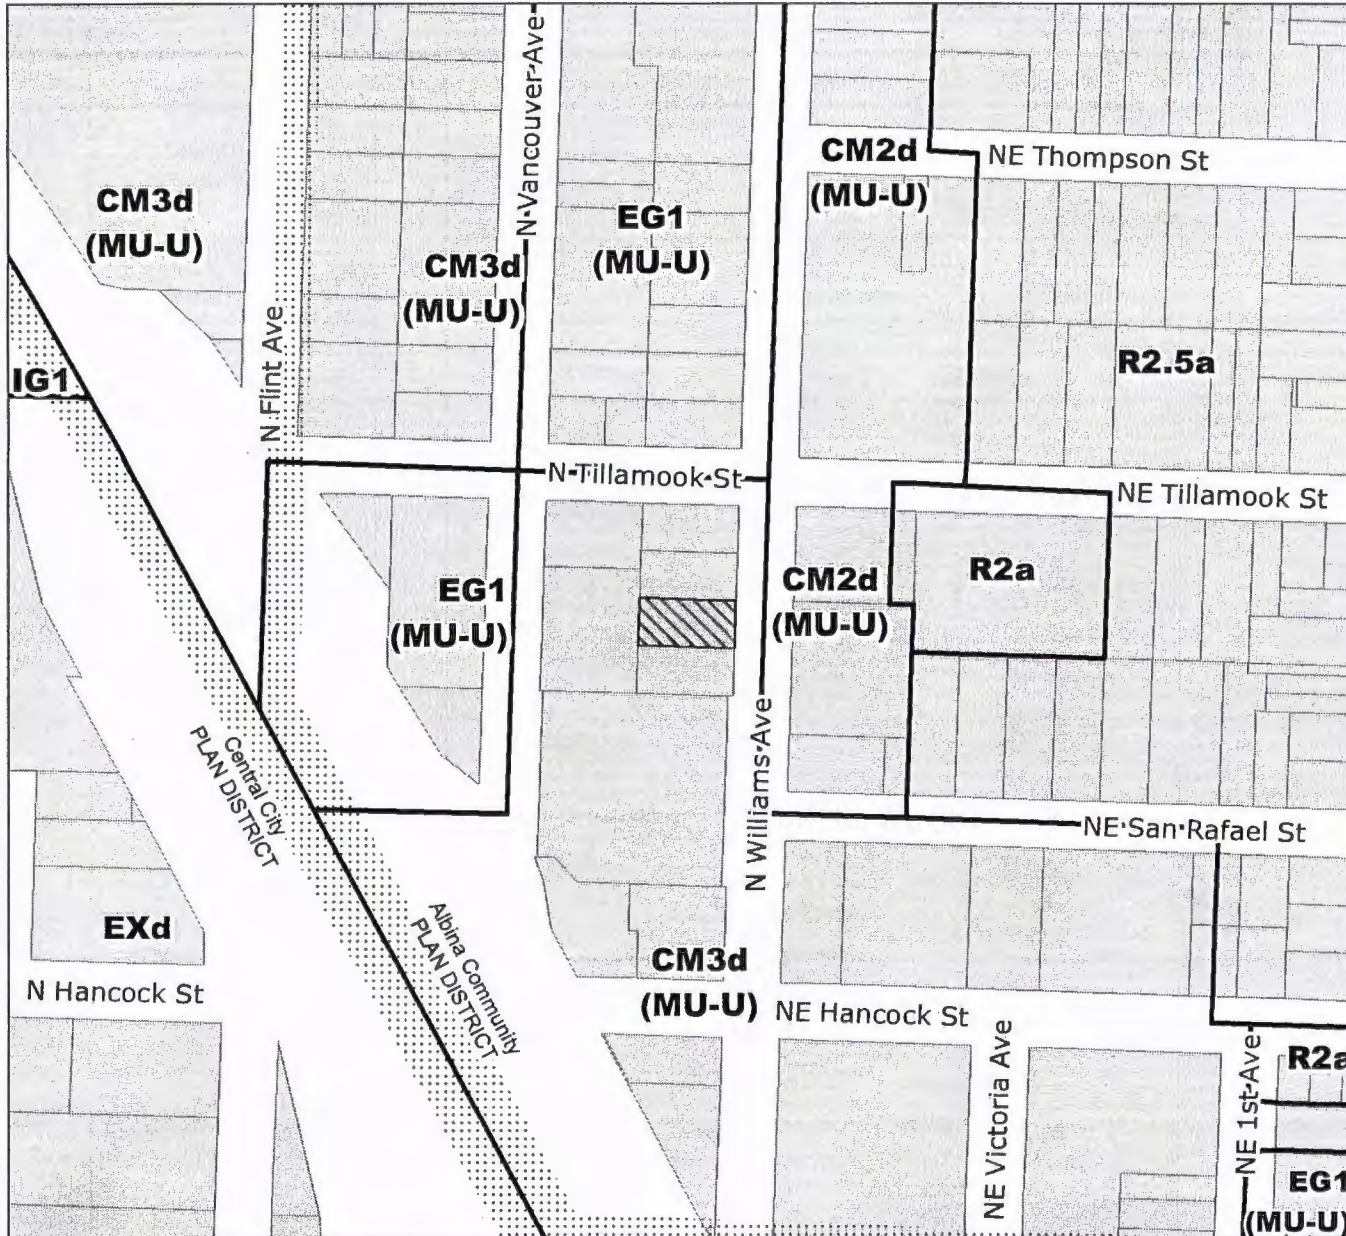 N Vancouver Ave
CM2d
(MU-U)
NE Thompson St
CM3d
(MU-U)
EG1
(MU-U)
CM3d
(MU-U)
N Flint Ave
IG1
R2.5a
N Tillamook St
NE Tillamook St
EG1
(MU-U)
CM2d
(MU-U)
R2a
N Williams Ave
Central City
PLAN DISTRICT
NE San Rafael St
EXd
Albina Community
PLAN DISTRICT
CM3d
(MU-U)
N Hancock St
NE Hancock St
NE Victoria Ave
NE 1st Ave
R2a
EG1
(MU-U)